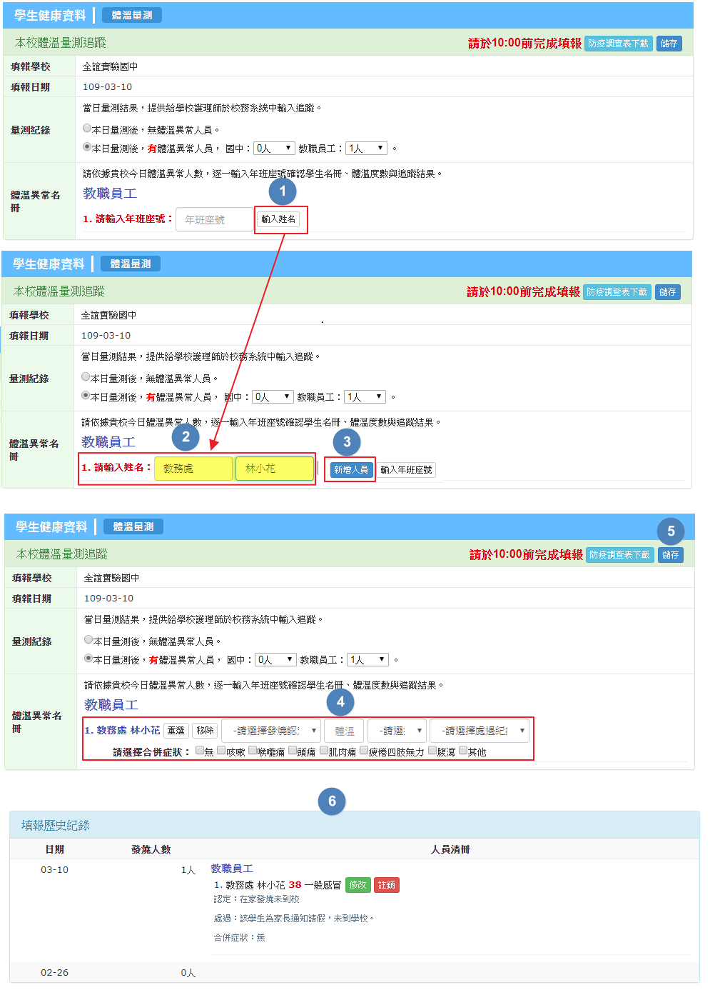 學生健康資料 體溫量測
本校體溫量測追蹤 請於10:00前完成填報 防疫調查表下載 儲存
填報學校 全誼實驗國中
填報日期 109-03-10
當日量測結果，提供給學校護理師於校務系統中輸入追蹤。
量測紀錄 本日量測後，無體溫異常人員。
本日量測後，有體溫異常人員， 國中： 0人 教職員工： 1人 。
請依據貴校今日體溫異常人數，逐一輸入年班座號確認學生名冊、體溫度數與追蹤結果。
體溫異常名冊 教職員工 1
1. 請輸入年班座號： 年班座號 輸入姓名
學生健康資料 體溫量測
本校體溫量測追蹤 請於10:00前完成填報 防疫調查表下載 儲存
填報學校 全誼實驗國中
填報日期 109-03-10
當日量測結果，提供給學校護理師於校務系統中輸入追蹤。
量測紀錄 本日量測後，無體溫異常人員。
本日量測後，有體溫異常人員， 國中： 0人 教職員工： 1人 。
請依據貴校今日體溫異常人數，逐一輸入年班座號確認學生名冊、體溫度數與追蹤結果。
體溫異常名冊 教職員工 2 3
1. 請輸入姓名： 教務處 林小花 新增人員 輸入年班座號
學生健康資料 體溫量測 5
本校體溫量測追蹤 請於10:00前完成填報 防疫調查表下載 儲存
填報學校 全誼實驗國中
填報日期 109-03-10
當日量測結果，提供給學校護理師於校務系統中輸入追蹤。
量測紀錄 本日量測後，無體溫異常人員。
本日量測後，有體溫異常人員， 國中： 0人 教職員工： 1人 。
請依據貴校今日體溫異常人數，逐一輸入年班座號確認學生名冊、體溫度數與追蹤結果。
體溫異常名冊 教職員工 4
1. 教務處 林小花 重選 移除 -請選擇發燒認 體溫 -請選 -請選擇處遇紀
請選擇合併症狀： 無 咳嗽 喉嚨痛 頭痛 肌肉痛 疲倦四肢無力 腹瀉 其他
6
填報歷史紀錄
日期 發燒人數 人員清冊
03-10 1人 教職員工
1. 教務處 林小花 38 一般感冒 修改 註銷
認定：在家發燒未到校
處遇：該學生為家長通知請假，未到學校。
合併症狀：無
02-26 0人